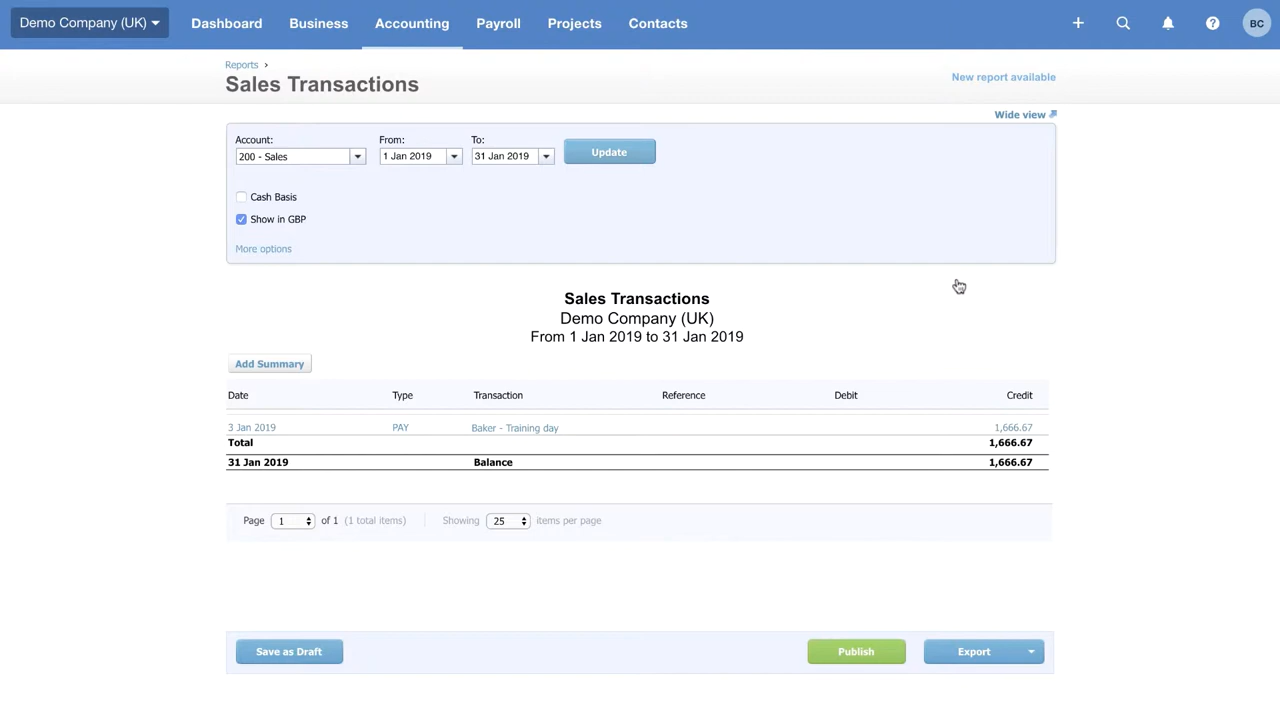 Demo Company (UK) Dashboard Business Accounting Payroll Projects Contacts + ? BC
Reports ›
Sales Transactions
New report available
Wide view
Account: From: To:
200 - Sales 1 Jan 2019 31 Jan 2019 Update
Cash Basis
Show in GBP
More options
Sales Transactions
Demo Company (UK)
From 1 Jan 2019 to 31 Jan 2019
Add Summary
Date Type Transaction Reference Debit Credit
3 Jan 2019 PAY Baker - Training day 1,666.67
Total 1,666.67
31 Jan 2019 Balance 1,666.67
Page 1 of 1 (1 total items) Showing 25 items per page
Save as Draft Publish Export